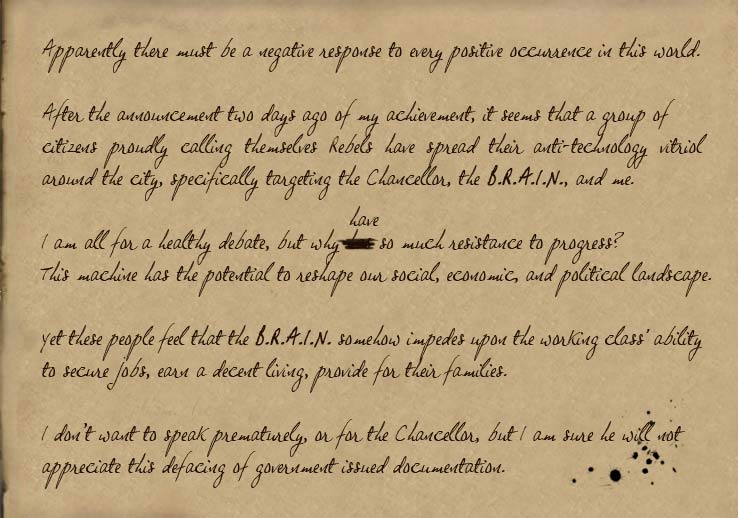 Apparently there must be a negative response to every positive occurrence in this world.
After the announcement two days ago of my achievement, it seems that a group of
citizens proudly calling themselves Rebels have spread their anti-technology vitriol
around the city, specifically targeting the Chancellor, the B.R.A.I.N., and me.
have
I am all for a healthy debate, but why so much resistance to progress?
This machine has the potential to reshape our social, economic, and political landscape.
Yet these people feel that the B.R.A.I.N. somehow impedes upon the working class' ability
to secure jobs, earn a decent living, provide for their families.
I don't want to speak prematurely, or for the Chancellor, but I am sure he will not
appreciate this defacing of government issued documentation.